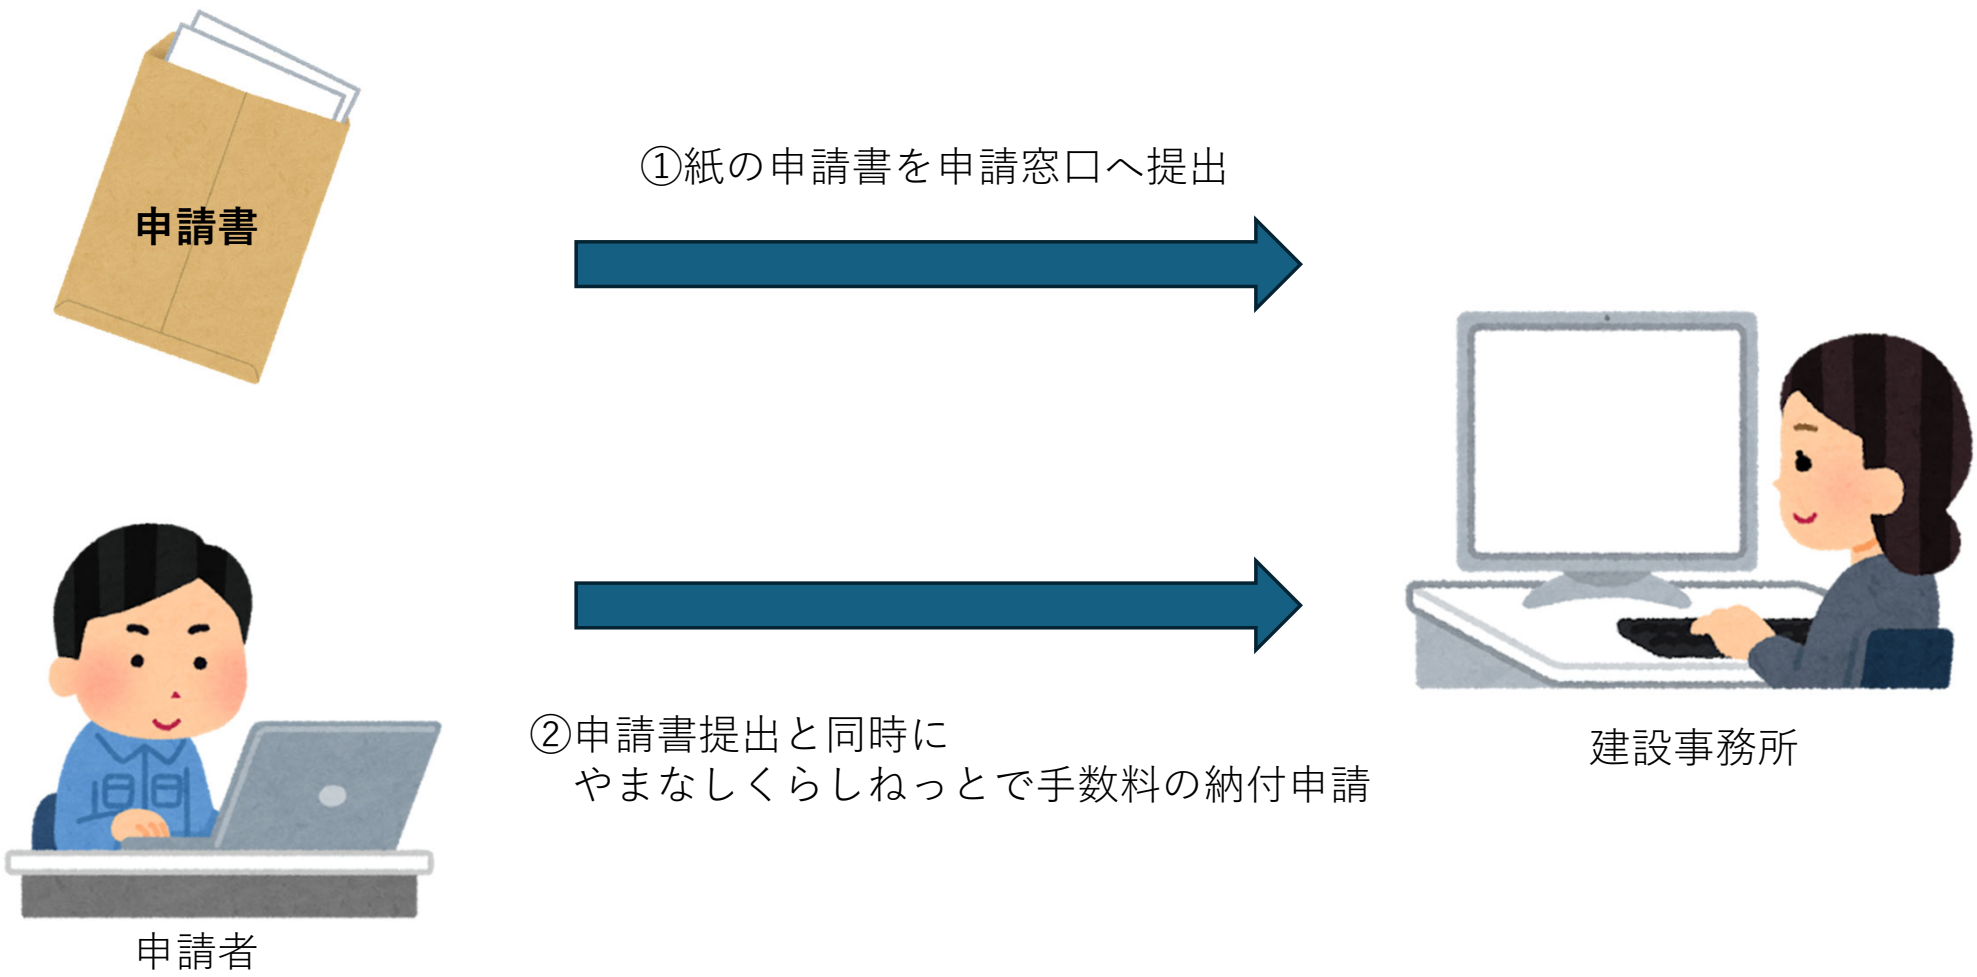 ①紙の申請書を申請窓口へ提出
申請書
②申請書提出と同時に
やまなしくらしねっとで手数料の納付申請
建設事務所
申請者